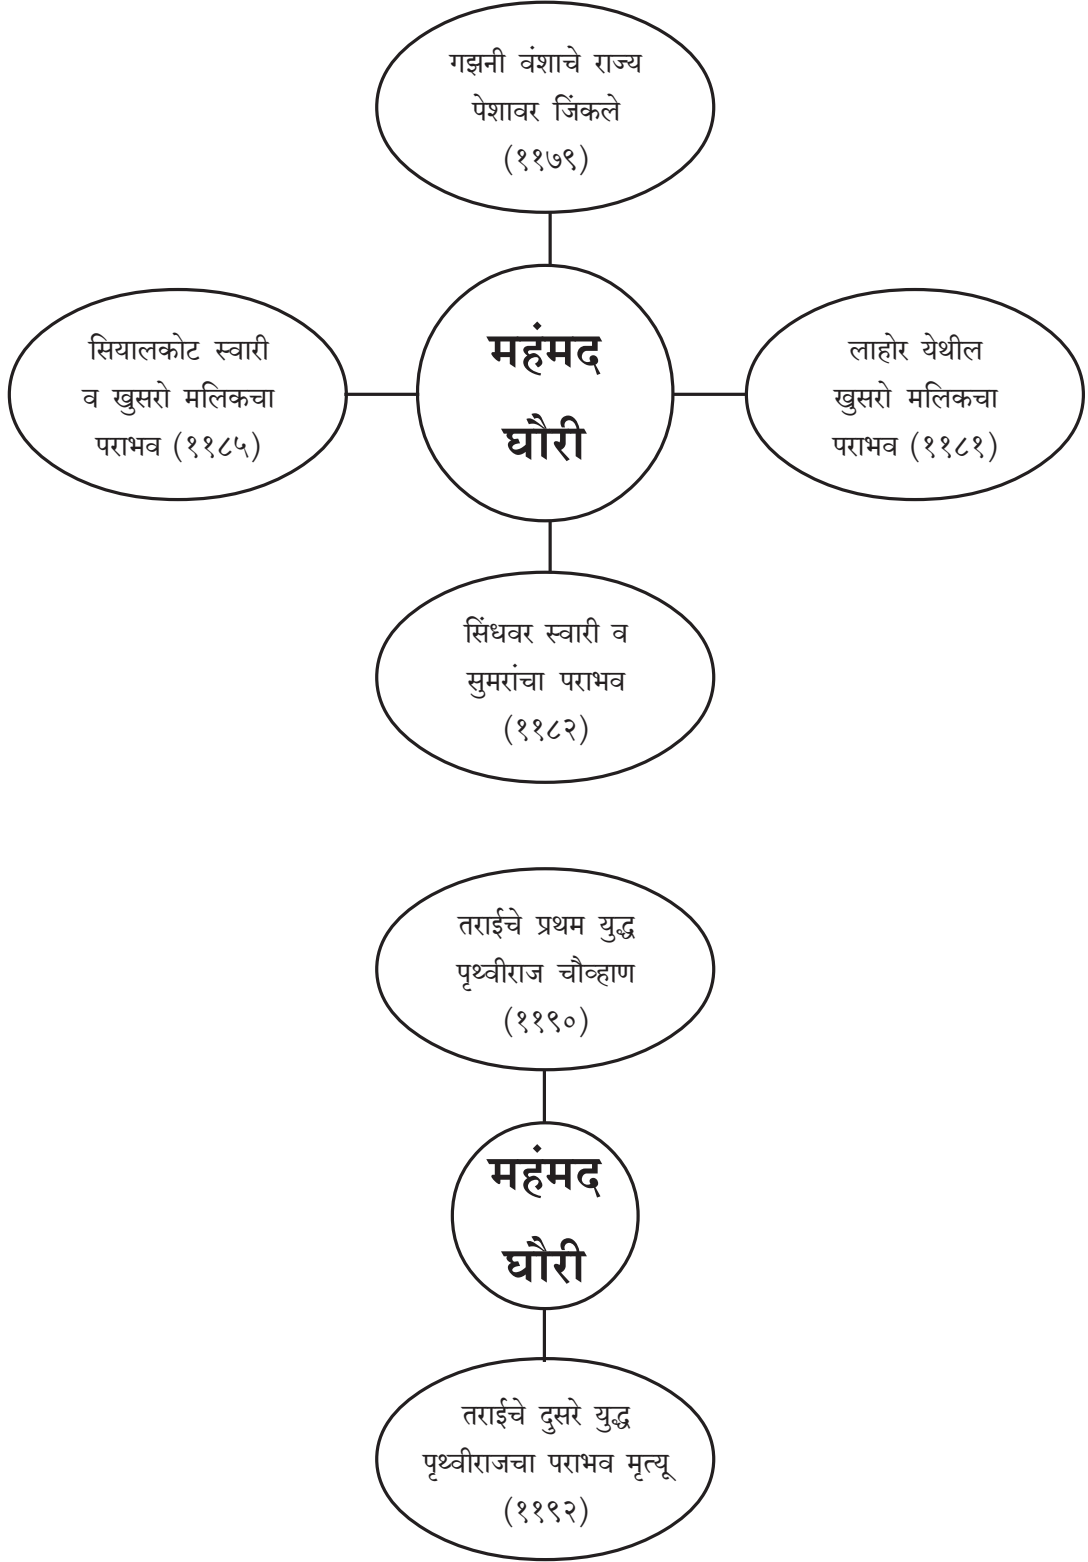 गझनी वंशाचे राज्य
पेशावर जिंकले
(११७९)
सियालकोट स्वारी
व खुसरो मलिकचा
पराभव (११८५)
महंमद
घौरी
लाहोर येथील
खुसरो मलिकचा
पराभव (११८१)
सिंधवर स्वारी व
सुमरांचा पराभव
(११८२)
तराईचे प्रथम युद्ध
पृथ्वीराज चौव्हाण
(११९०)
महंमद
घौरी
तराईचे दुसरे युद्ध
पृथ्वीराजचा पराभव मृत्यू
(११९२)